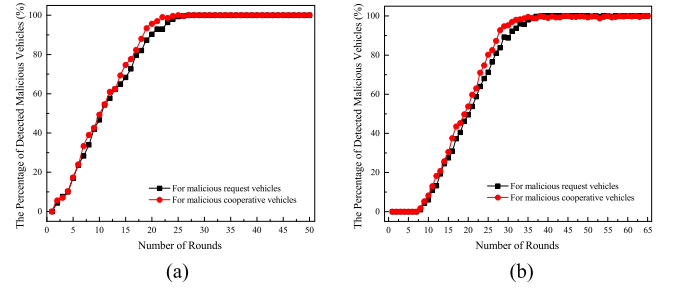 The Percentage of Detected Malicious Vehicles (%)
100
80
60
40
20
0
For malicious request vehicles
For malicious cooperative vehicles
0 5 10 15 20 25 30 35 40 45 50
Number of Rounds
(a)
The Percentage of Detected Malicious Vehicles (%)
100
80
60
40
20
0
For malicious request vehicles
For malicious cooperative vehicles
0 5 10 15 20 25 30 35 40 45 50 55 60 65
Number of Rounds
(b)